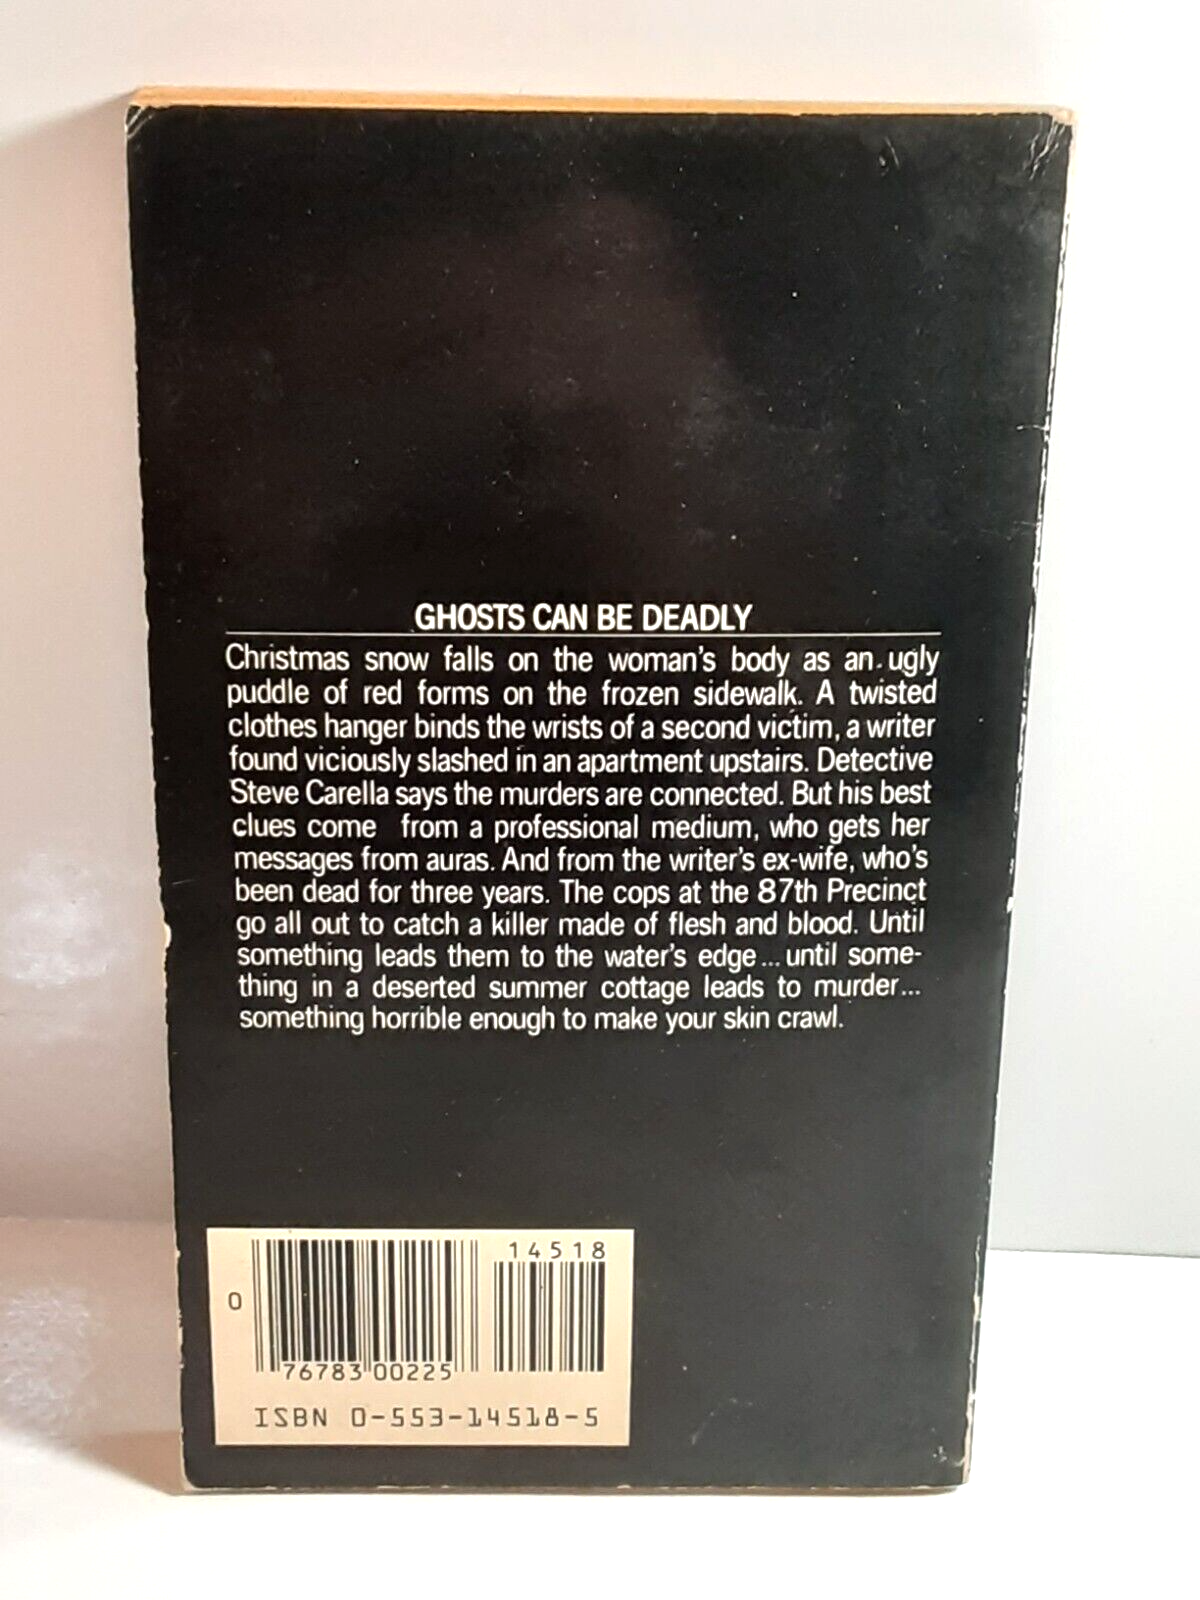 GHOSTS CAN BE DEADLY
Christmas snow falls on the woman's body as an ugly
puddle of red forms on the frozen sidewalk. A twisted
clothes hanger binds the wrists of a second victim, a writer
found viciously slashed in an apartment upstairs. Detective
Steve Carella says the murders are connected. But his best
clues come from a professional medium, who gets her
messages from auras. And from the writer's ex-wife, who's
been dead for three years. The cops at the 87th Precinct
go all out to catch a killer made of flesh and blood. Until
something leads them to the water's edge...until some-
thing in a deserted summer cottage leads to murder...
something horrible enough to make your skin crawl.
14518
0
76783 00225
ISBN 0-553-14518-5